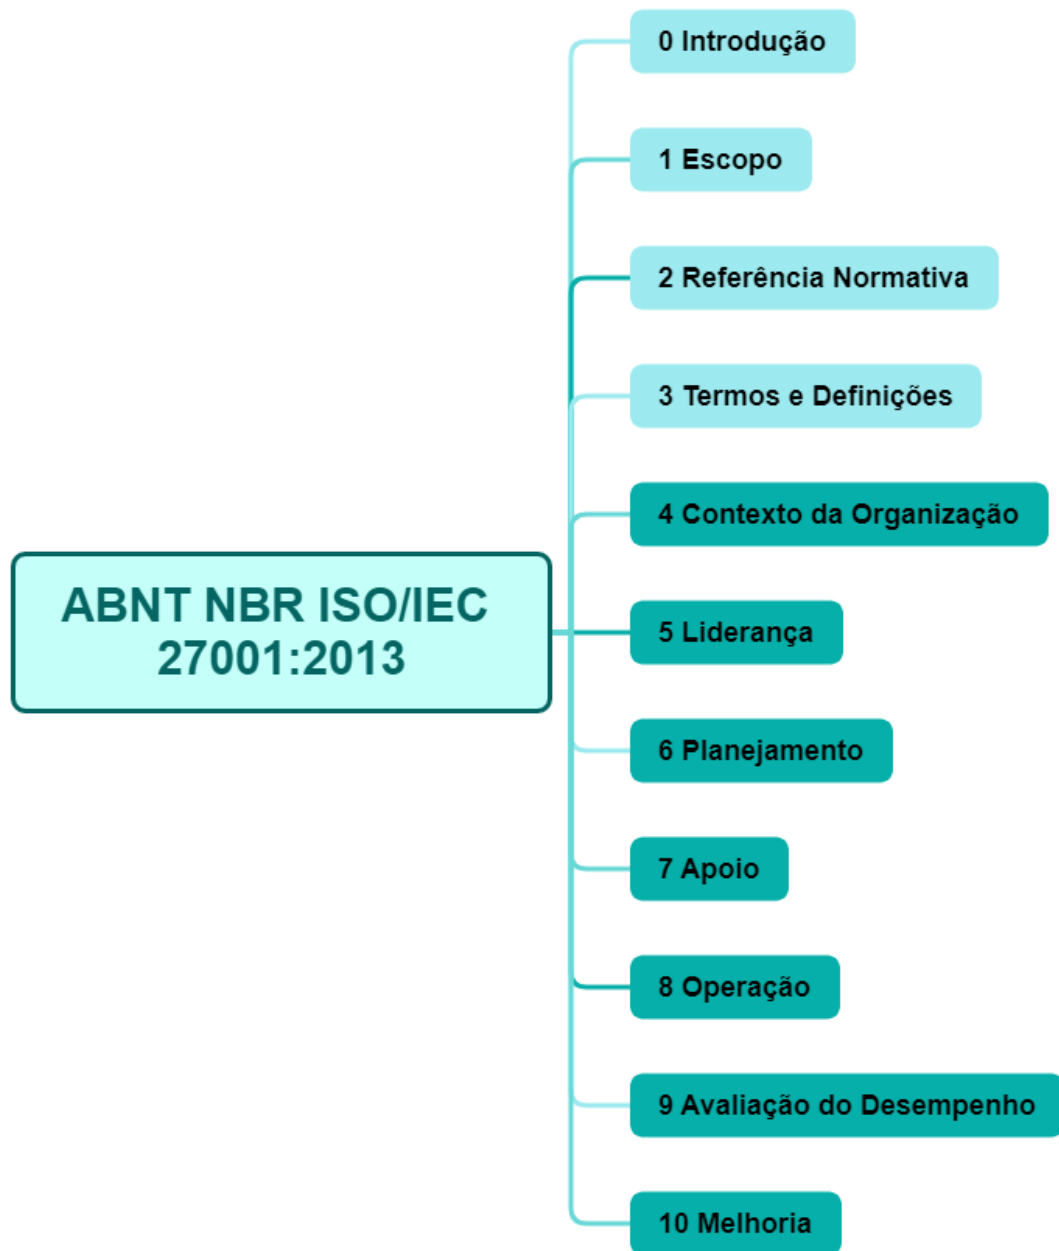 0 Introdução
1 Escopo
2 Referência Normativa
3 Termos e Definições
4 Contexto da Organização
ABNT NBR ISO/IEC
27001:2013
5 Liderança
6 Planejamento
7 Apoio
8 Operação
9 Avaliação do Desempenho
10 Melhoria